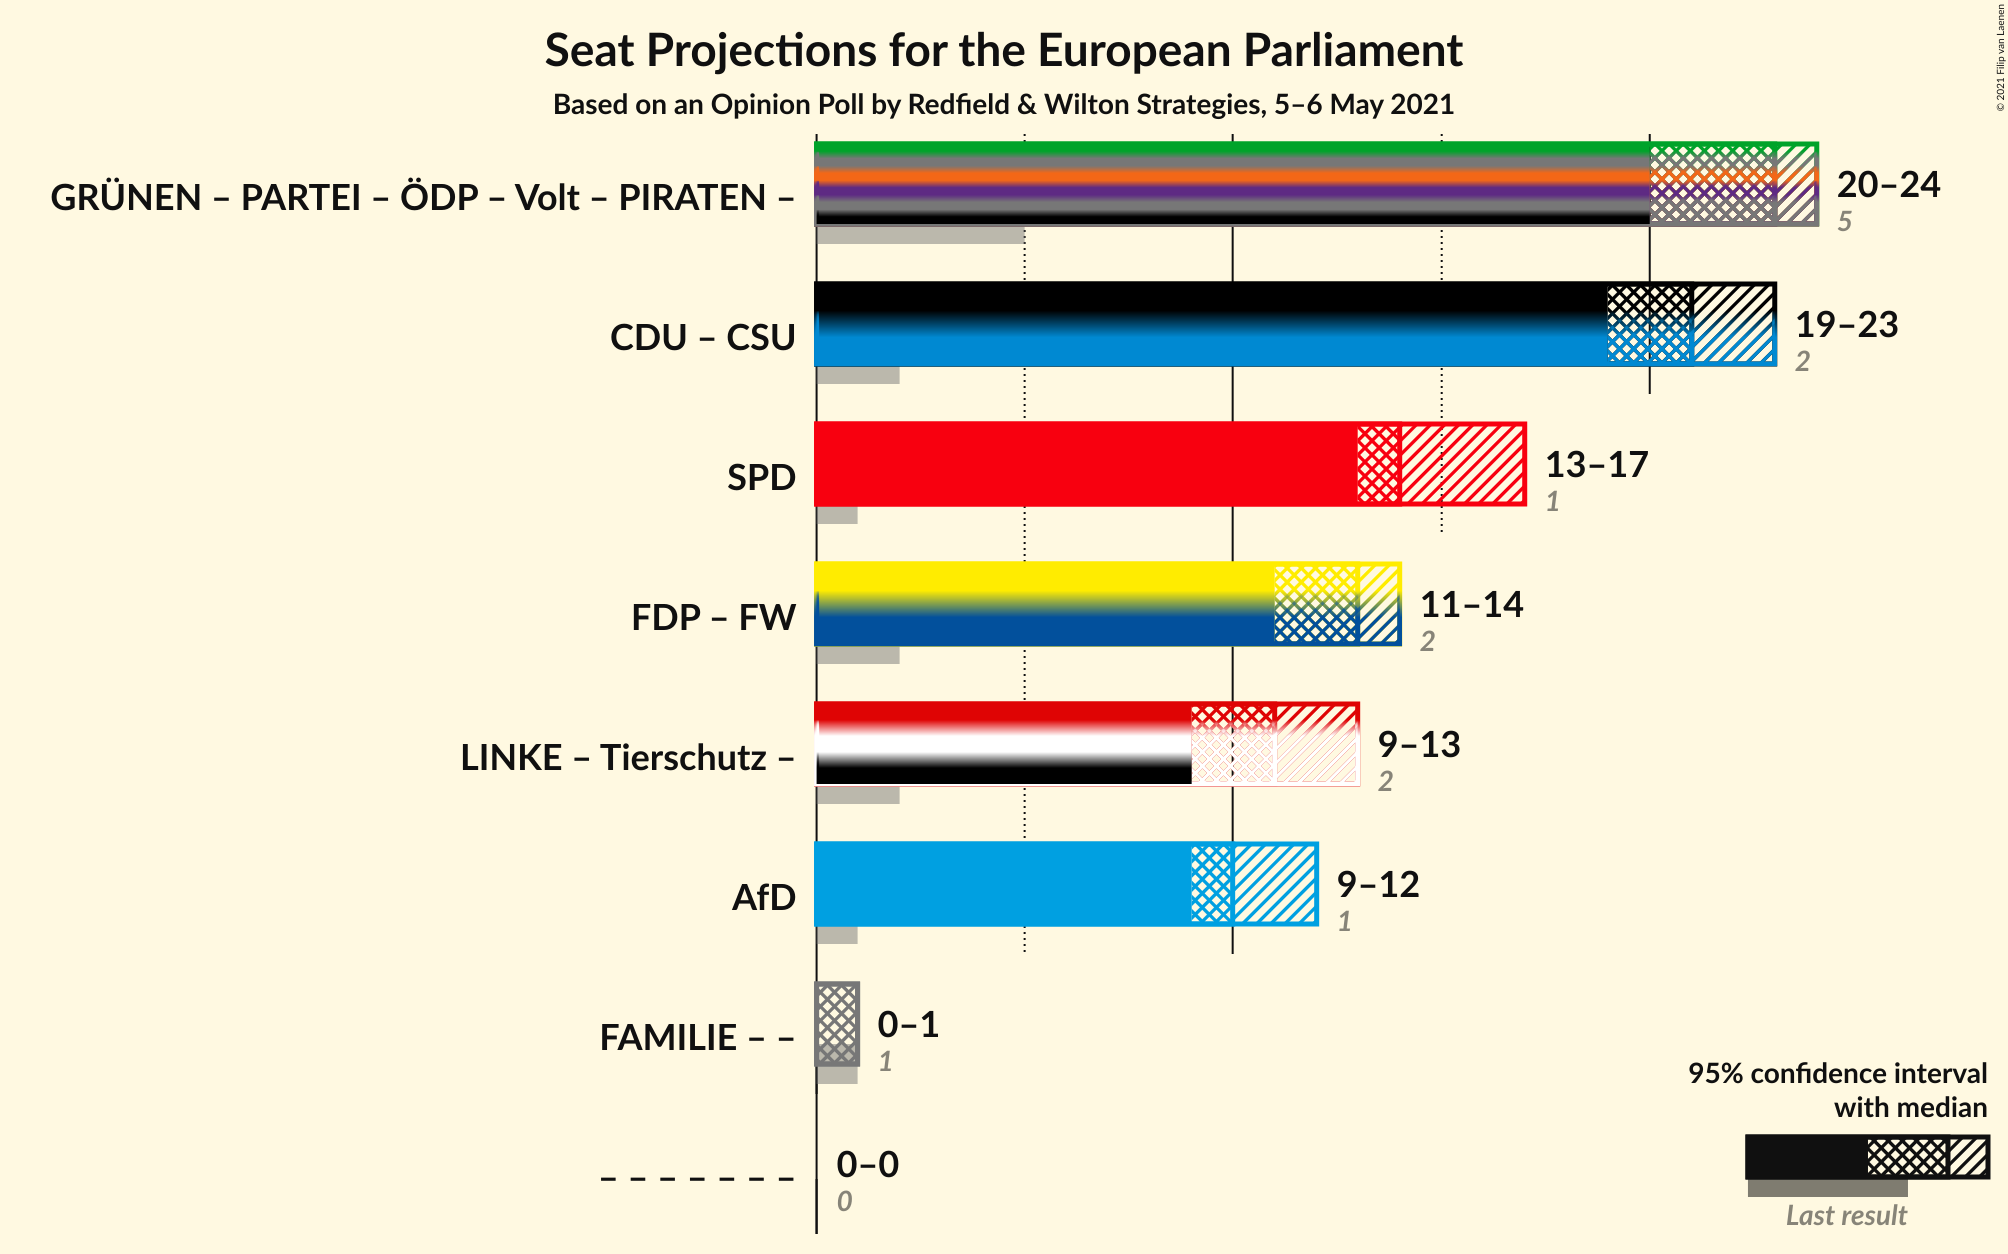 Seat Projections for the European Parliament
Based on an Opinion Poll by Redfield & Wilton Strategies, 5–6 May 2021
© 2021 Filip van Laenen
GRÜNEN – PARTEI – ÖDP – Volt – PIRATEN –
20–24
5
CDU – CSU
19–23
2
SPD
13–17
1
FDP – FW
11–14
2
LINKE – Tierschutz –
9–13
2
AfD
9–12
1
FAMILIE – –
0–1
1
– – – – – – –
0–0
0
95% confidence interval
with median
Last result